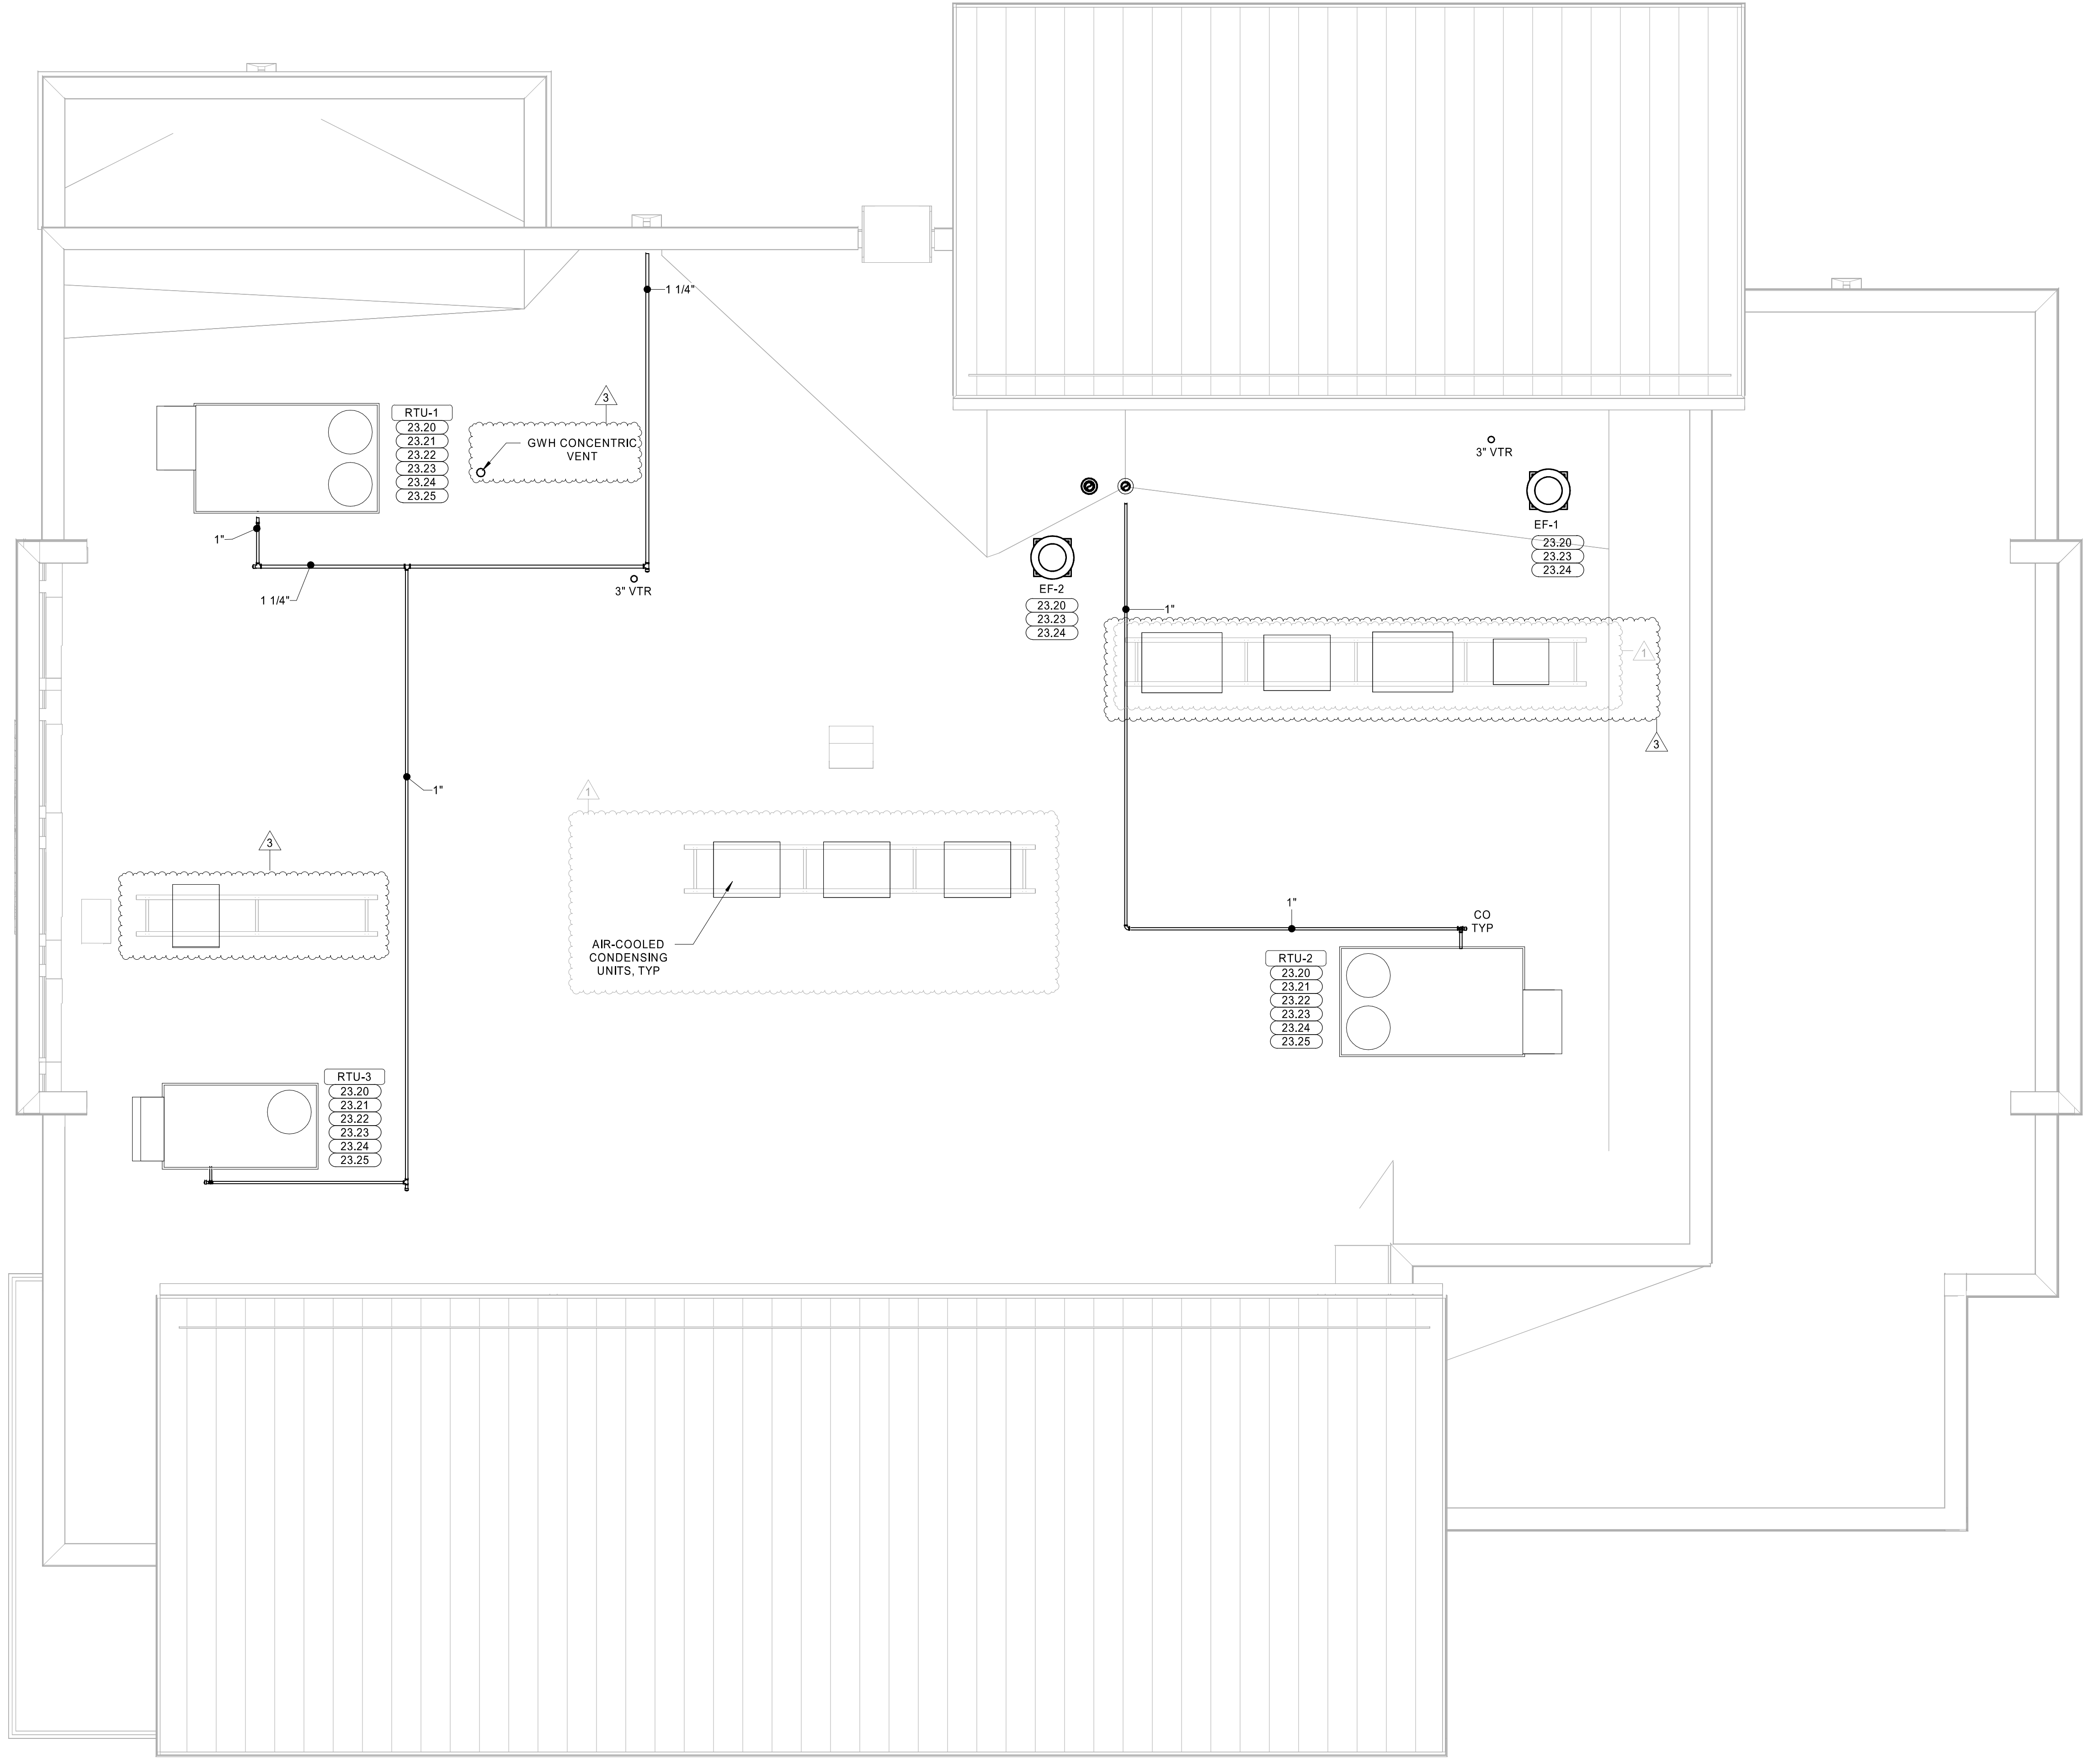 1 1/4"
3
RTU-1
23.20
23.21
23.22
23.23
23.24
23.25
GWH CONCENTRIC
VENT
3" VTR
EF-1
23.20
23.23
23.24
1"
1 1/4"
3" VTR
EF-2
23.20
23.23
23.24
1"
1
3
1"
1
3
AIR-COOLED
CONDENSING
UNITS, TYP
1"
CO
TYP
RTU-2
23.20
23.21
23.22
23.23
23.24
23.25
RTU-3
23.20
23.21
23.22
23.23
23.24
23.25